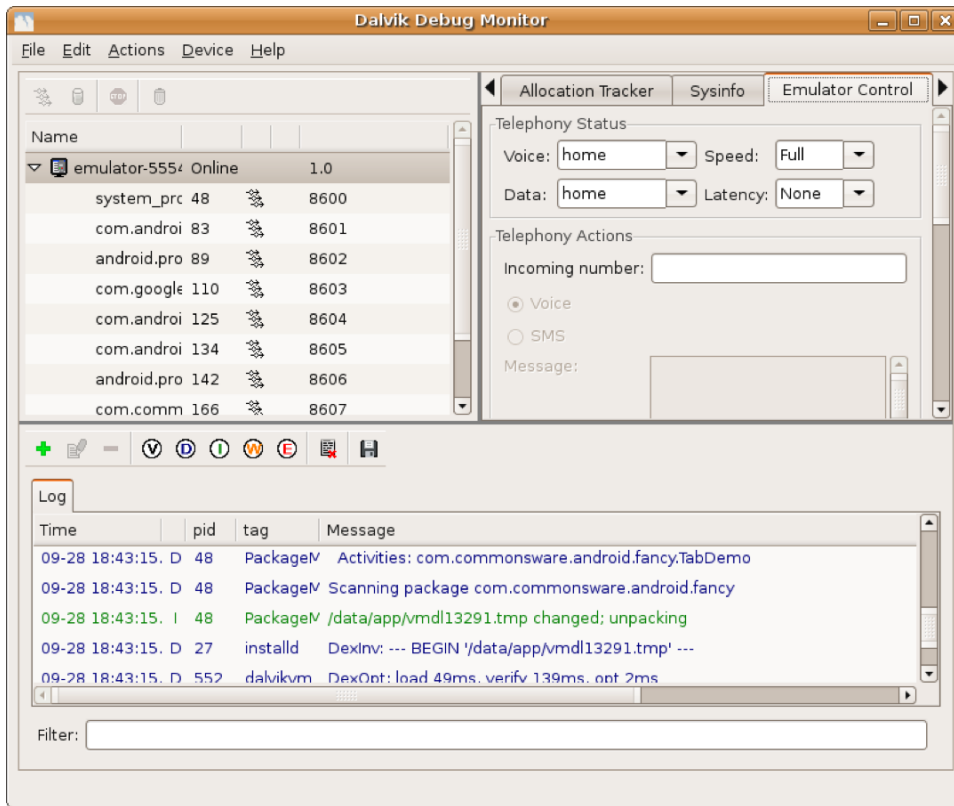 Dalvik Debug Monitor
File Edit Actions Device Help
Allocation Tracker Sysinfo Emulator Control
Name
emulator-5554 Online 1.0
system_pro 48 8600
com.androi 83 8601
android.pro 89 8602
com.google 110 8603
com.androi 125 8604
com.androi 134 8605
android.pro 142 8606
com.comm 166 8607
Telephony Status
Voice: home Speed: Full
Data: home Latency: None
Telephony Actions
Incoming number:
Voice
SMS
Message:
V D I W E
Log
Time pid tag Message
09-28 18:43:15. D 48 PackageM Activities: com.commonsware.android.fancy.TabDemo
09-28 18:43:15. D 48 PackageM Scanning package com.commonsware.android.fancy
09-28 18:43:15. I 48 PackageM /data/app/vmdl13291.tmp changed; unpacking
09-28 18:43:15. D 27 installd DexInv: --- BEGIN '/data/app/vmdl13291.tmp' ---
09-28 18:43:15. D 552 dalvikvm DexOpt: load 49ms, verify 139ms, opt 2ms
Filter: